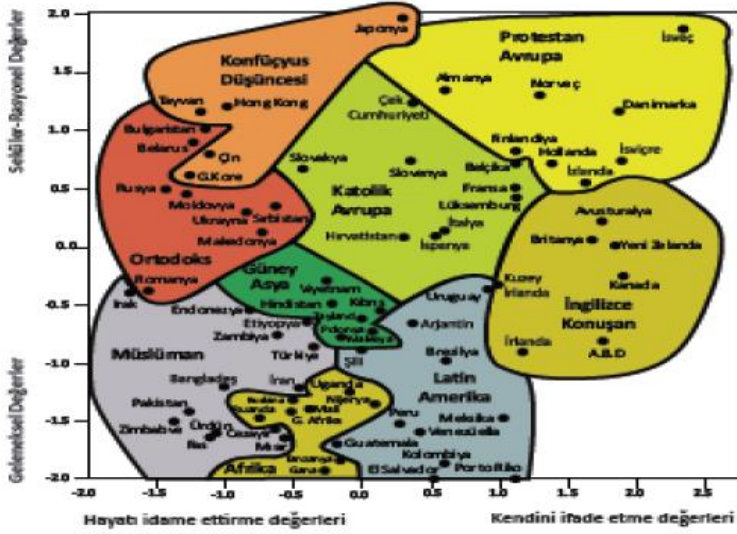 Seküler-Rasyonel Değerler
Geleneksel Değerler
2.0
1.5
1.0
0.5
0.0
-0.5
-1.0
-1.5
-2.0
Japonya
Konfüçyus
Düşüncesi
Tayvan
Hong Kong
Çin
G.Kore
Protestan
Avrupa
İsveç
Almanya
Norveç
Danimarka
Finlandiya
Hollanda
İsviçre
İzlanda
Çek
Cumhuriyeti
Slovakya
Slovenya
Belçika
Katolik
Avrupa
Fransa
Lüksemburg
İtalya
Hırvatistan
İspenya
Bulgaristan
Belarus
Rusya
Moldovya
Ukrayna
Sırbistan
Makedonya
Ortodoks
Romanya
Güney
Asya
Vyetnam
Hindistan
Kıbrıs
Tayland
Avusturalya
Britanya
Yeni Zelanda
Kanada
İngilizce
Konuşan
Kuzey
İrlanda
İrlanda
A.B.D
Irak
Endonezya
Etiyopya
Zambiya
Türkiye
Müslüman
Bangladeş
İran
Pakistan
Zimbabve
Ürdün
Fas
Cezayir
Uganda
Nijerya
Ruanda
Mali
G. Afrika
Tanzanya
Gana
Afrika
Uruguay
Arjantin
Şili
Brezilya
Latin
Amerika
Peru
Meksika
Venezüella
Guatemala
Kolombiya
El Salvador
Porto Riko
-2.0 -1.5 -1.0 -0.5 0.0 0.5 1.0 1.5 2.0
Hayatı idame ettirme değerleri
Kendini ifade etme değerleri